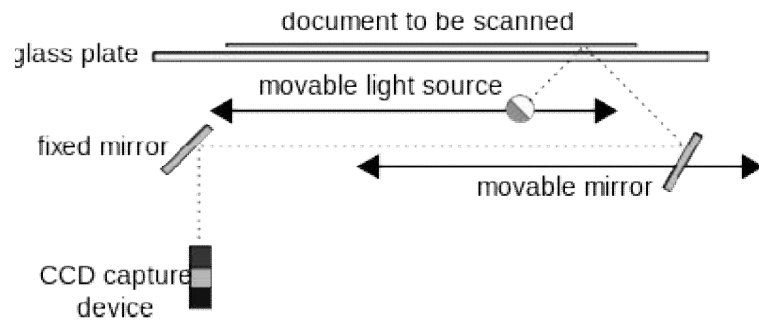 document to be scanned
glass plate
movable light source
fixed mirror
movable mirror
CCD capture
device